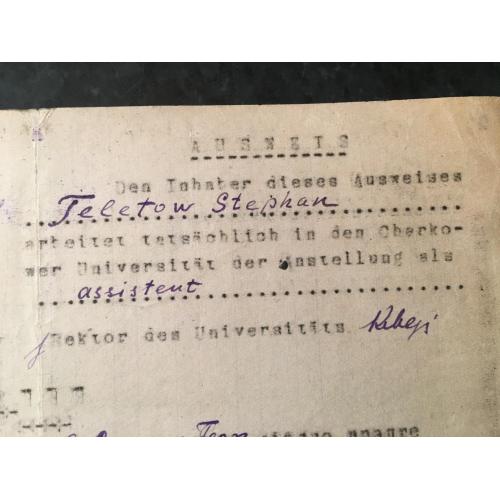 AUSWEIS
Den Inhater dieses Ausweises
Teletow Stephan
arbeitet tatsächlich in den Charko-
wer Universität der Anstellung als
assistent
Rektor des Universitäts